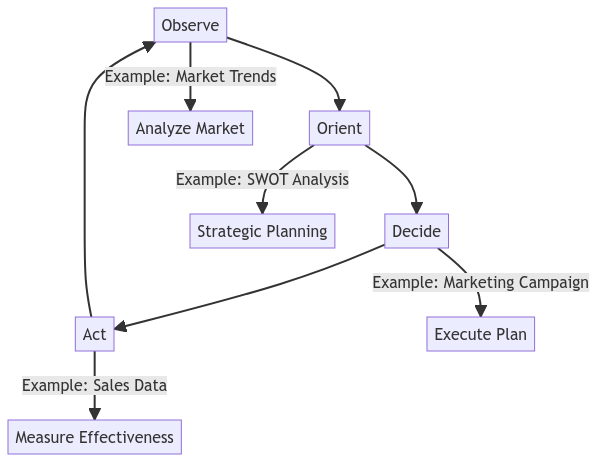 Observe
Example: Market Trends
Analyze Market
Orient
Example: SWOT Analysis
Strategic Planning
Decide
Example: Marketing Campaign
Act
Execute Plan
Example: Sales Data
Measure Effectiveness